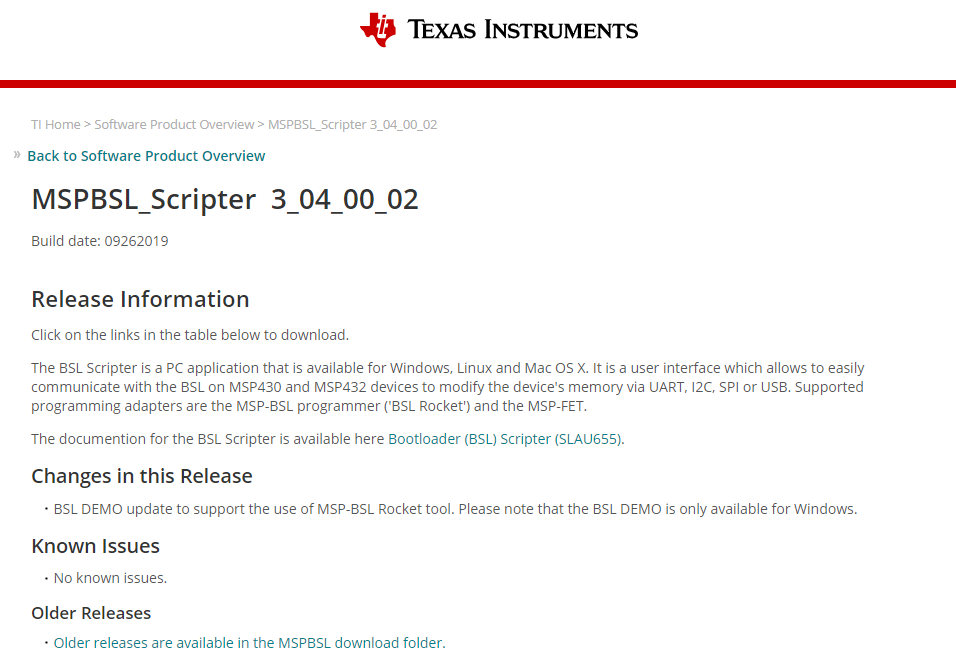 TEXAS INSTRUMENTS
TI Home > Software Product Overview > MSPBSL_Scripter 3_04_00_02
» Back to Software Product Overview
MSPBSL_Scripter 3_04_00_02
Build date: 09262019
Release Information
Click on the links in the table below to download.
The BSL Scripter is a PC application that is available for Windows, Linux and Mac OS X. It is a user interface which allows to easily
communicate with the BSL on MSP430 and MSP432 devices to modify the device's memory via UART, I2C, SPI or USB. Supported
programming adapters are the MSP-BSL programmer ('BSL Rocket') and the MSP-FET.
The documention for the BSL Scripter is available here Bootloader (BSL) Scripter (SLAU655).
Changes in this Release
• BSL DEMO update to support the use of MSP-BSL Rocket tool. Please note that the BSL DEMO is only available for Windows.
Known Issues
• No known issues.
Older Releases
• Older releases are available in the MSPBSL download folder.